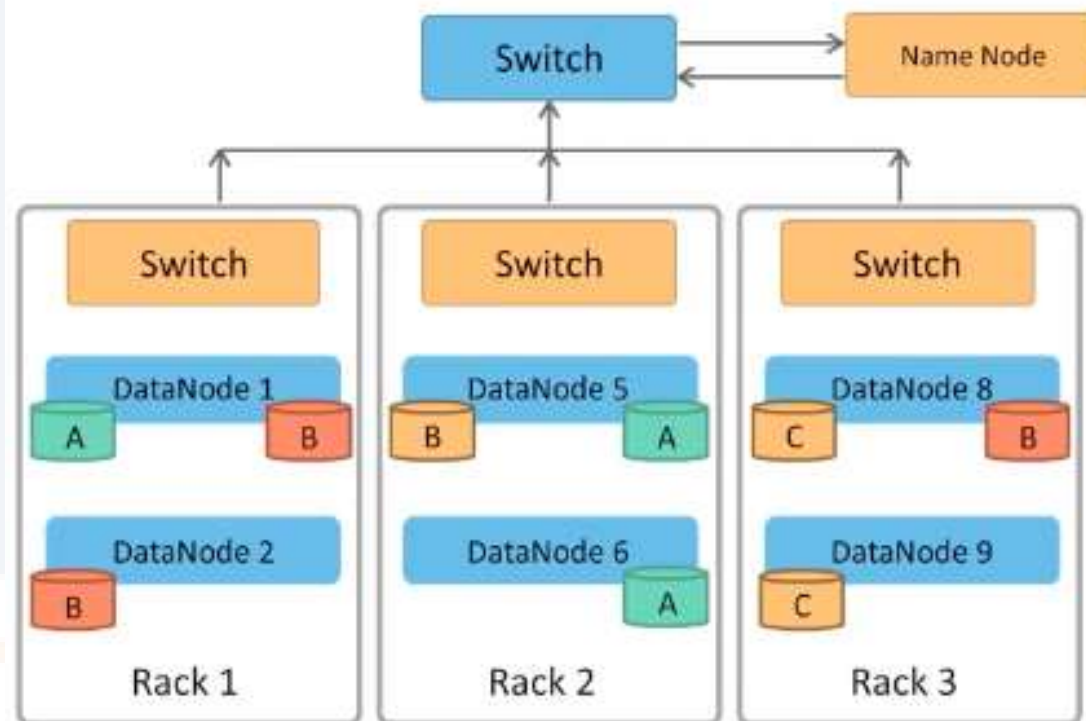 Switch
Name Node
Switch
Switch
Switch
DataNode 1
A
B
DataNode 5
B
A
DataNode 8
C
B
DataNode 2
B
DataNode 6
A
DataNode 9
C
Rack 1
Rack 2
Rack 3